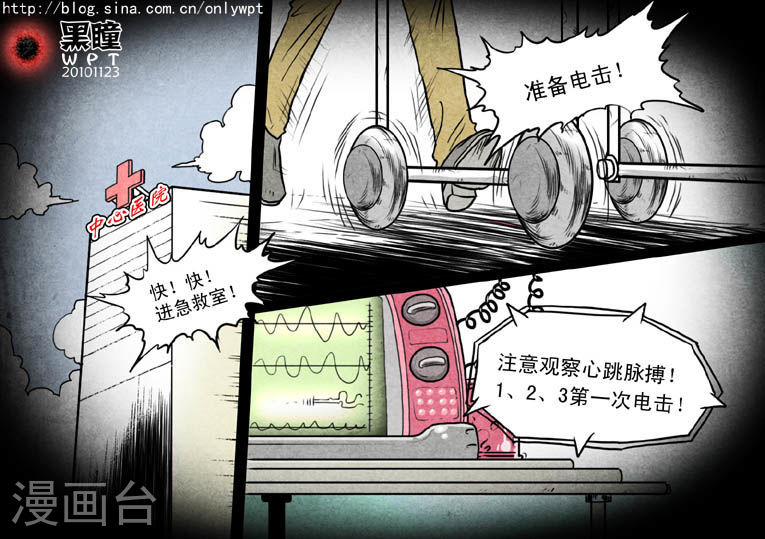 http://blog.sina.com.cn/onlywpt
黑瞳
WPT
20101123
准备电击！
中心医院
快！快！
进急救室！
注意观察心跳脉搏！
1、2、3第一次电击！
漫画台